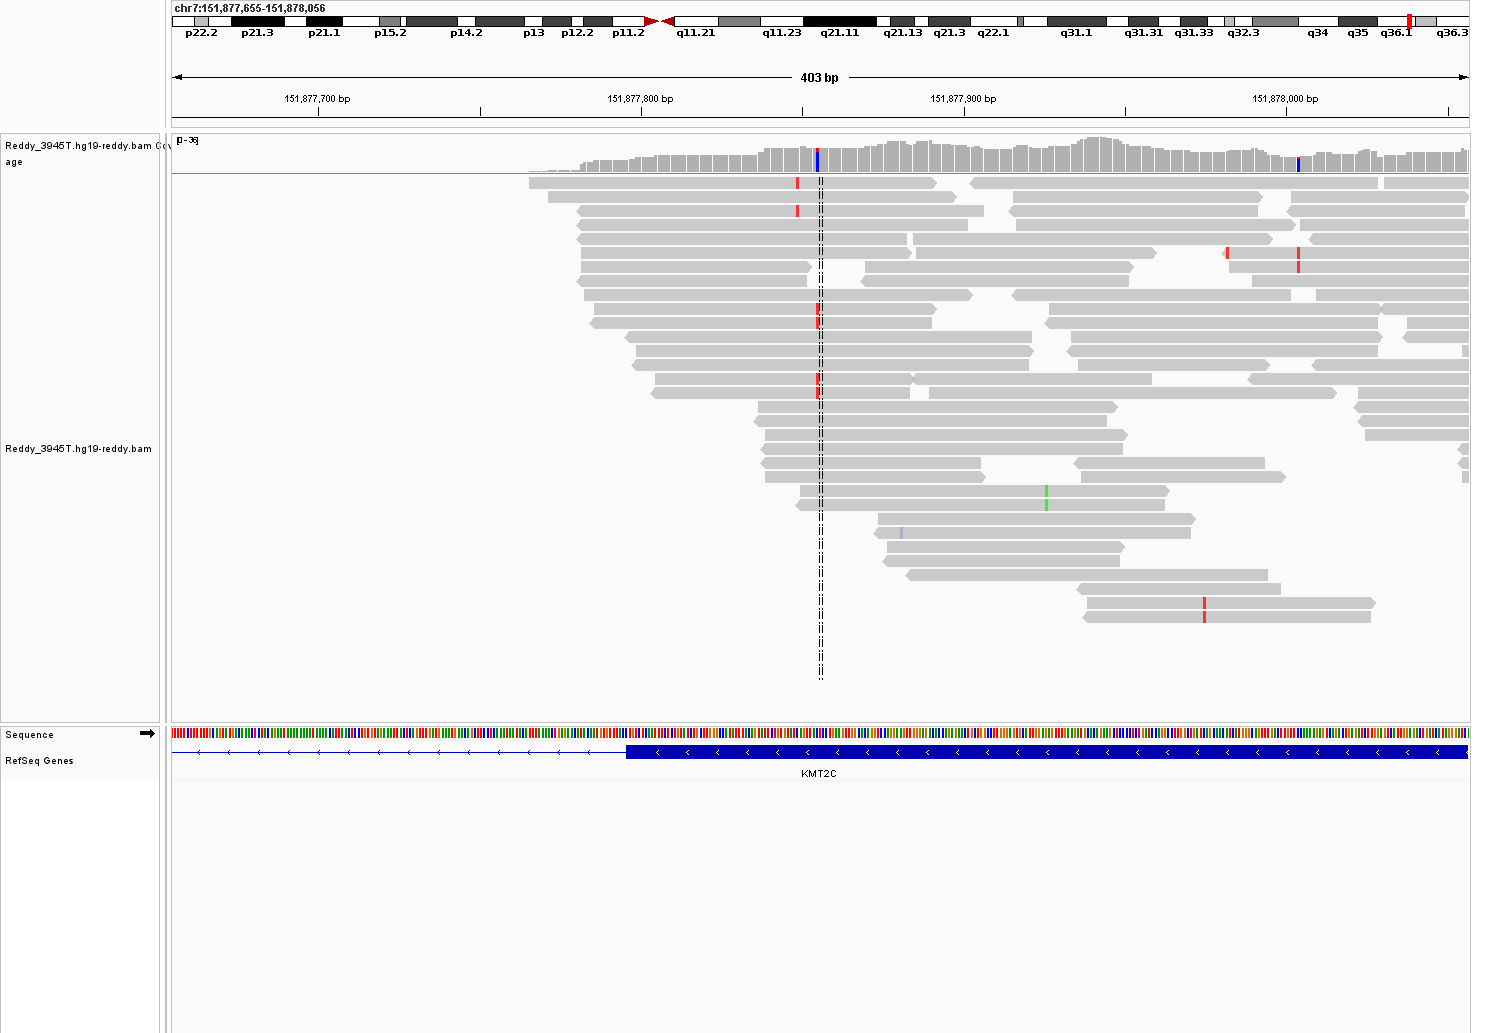 chr7:151,877,655-151,878,056
p22.2 p21.3 p21.1 p15.2 p14.2 p13 p12.2 p11.2 q11.21 q11.23 q21.11 q21.13 q21.3 q22.1 q31.1 q31.31 q31.33 q32.3 q34 q35 q36.1 q36.3
403 bp
151,877,700 bp 151,877,800 bp 151,877,900 bp 151,878,000 bp
[0-36]
Reddy_3945T.hg19-reddy.bam Cov
age
Reddy_3945T.hg19-reddy.bam
Sequence
RefSeq Genes
KMT2C